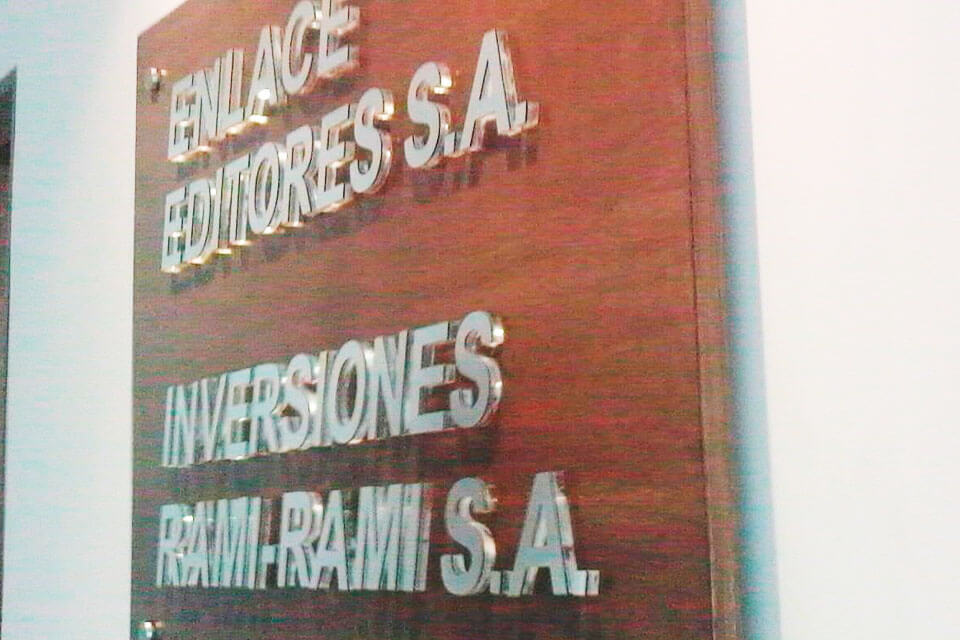 ENLACE
EDITORES S.A.
INVERSIONES
RAMI-RAMI S.A.